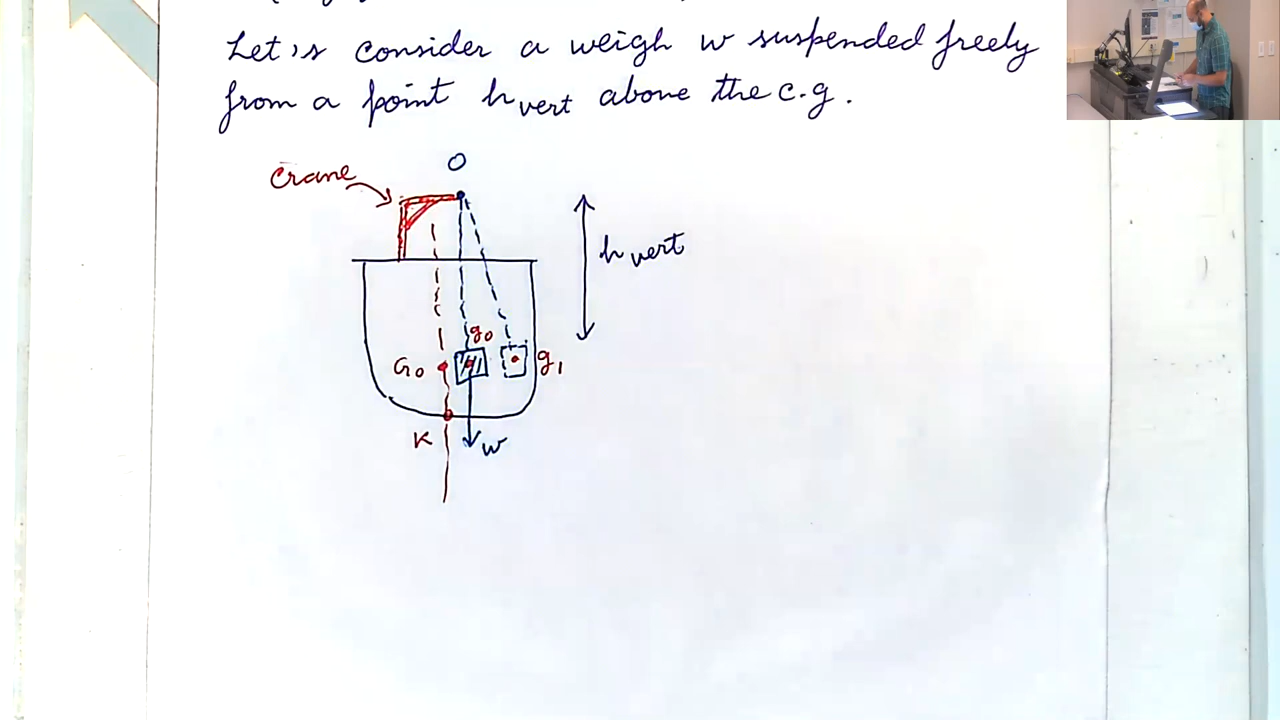 Let's consider a weigh w suspended freely
from a point h vert above the c.g.
O
Crane
h vert
g0
G0
g1
K
w